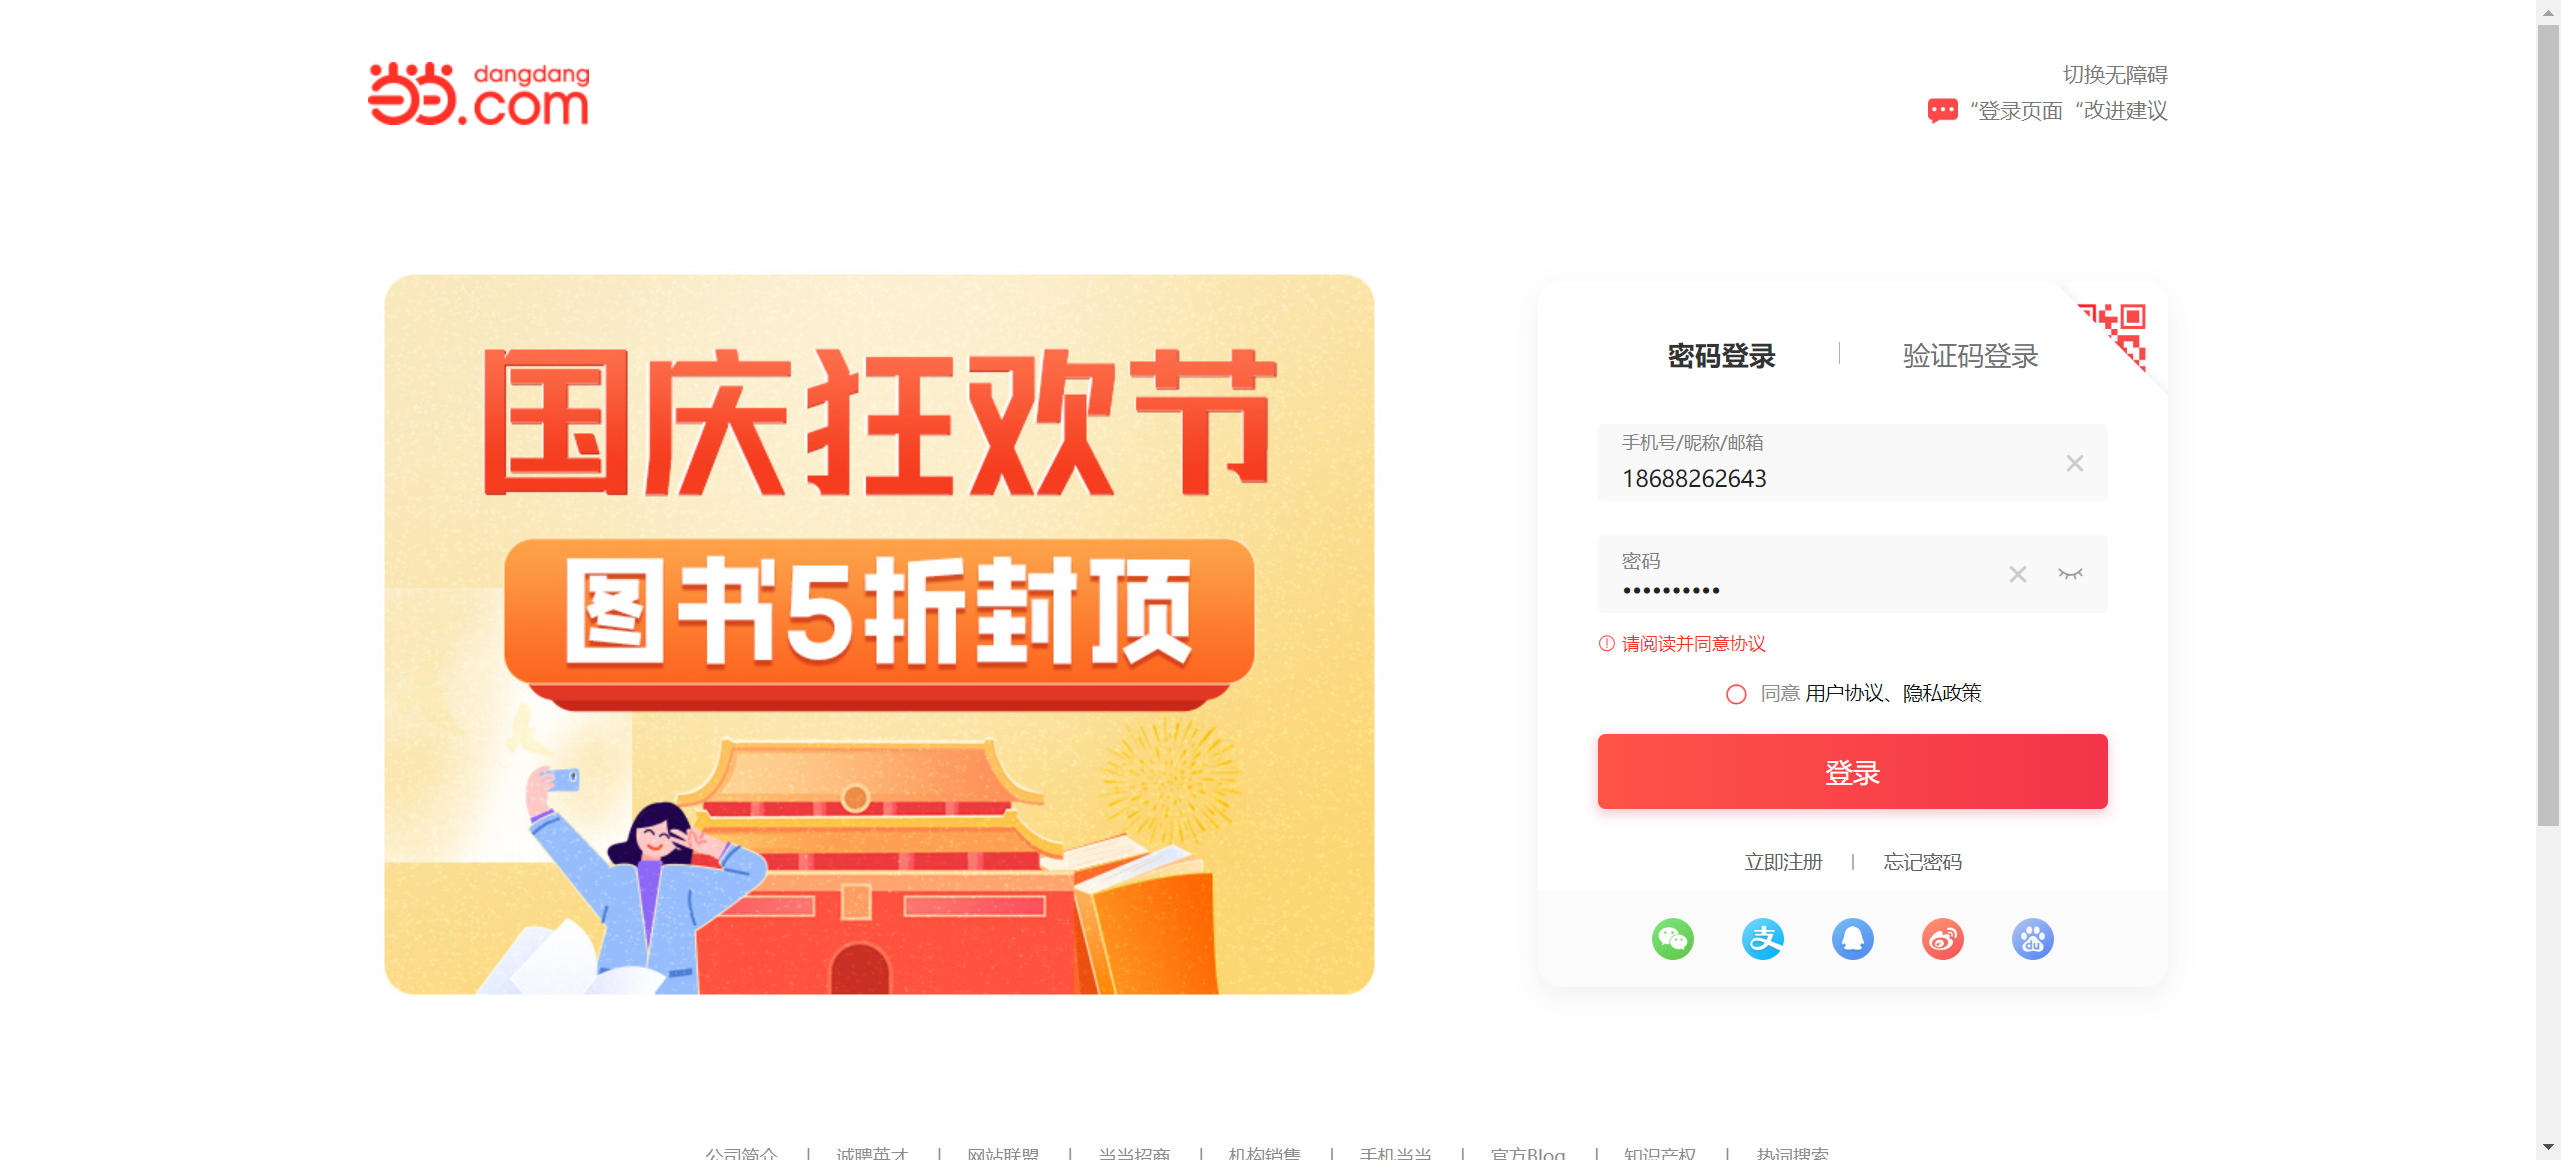 dangdang
.com
切换无障碍
“登录页面“改进建议
国庆狂欢节
图书5折封顶
密码登录
验证码登录
手机号/昵称/邮箱
18688262643
密码
••••••••••
请阅读并同意协议
同意 用户协议、隐私政策
登录
立即注册 | 忘记密码
支
du
公司简介 | 诚聘英才 | 网站联盟 | 当当招商 | 机构销售 | 手机当当 | 官方Blog | 知识产权 | 热词搜索